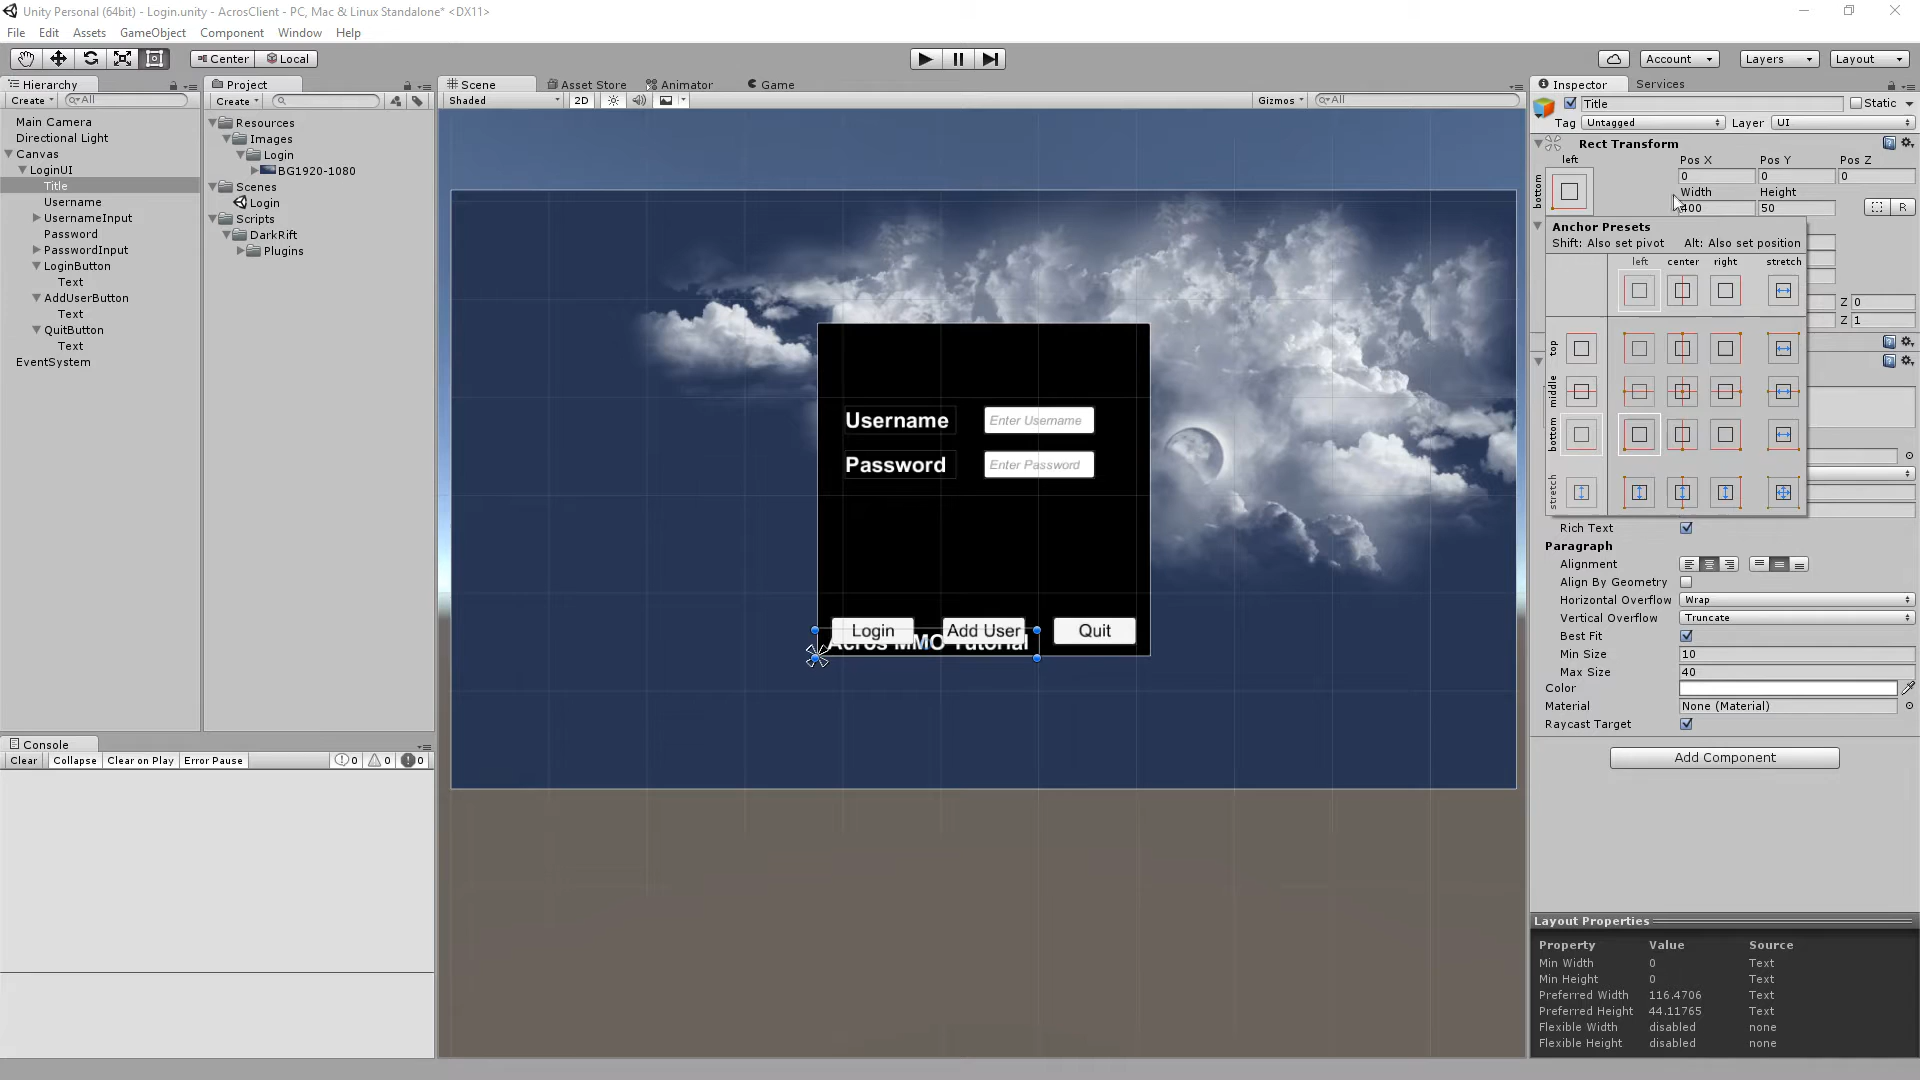 Unity Personal (64bit) - Login.unity - AcrosClient - PC, Mac & Linux Standalone* <DX11>
File Edit Assets GameObject Component Window Help
Center Local
Account Layers Layout
Hierarchy
Create All
Main Camera
Directional Light
Canvas
LoginUI
Title
Username
UsernameInput
Password
PasswordInput
LoginButton
Text
AddUserButton
Text
QuitButton
Text
EventSystem
Project
Create
Resources
Images
Login
BG1920-1080
Scenes
Login
Scripts
DarkRift
Plugins
Scene Asset Store Animator Game
Shaded 2D Gizmos All
Username Enter Username
Password Enter Password
Login Add User Quit
Acros MMO Tutorial
Console
Clear Collapse Clear on Play Error Pause 0 0 0
Inspector Services
Title Static
Tag Untagged Layer UI
Rect Transform
left
bottom
Pos X Pos Y Pos Z
0 0 0
Width Height
400 50 R
Anchor Presets
Shift: Also set pivot Alt: Also set position
left center right stretch
top
middle
bottom
stretch
Z 0
Z 1
Rich Text
Paragraph
Alignment
Align By Geometry
Horizontal Overflow Wrap
Vertical Overflow Truncate
Best Fit
Min Size 10
Max Size 40
Color
Material None (Material)
Raycast Target
Add Component
Layout Properties
Property Value Source
Min Width 0 Text
Min Height 0 Text
Preferred Width 116.4706 Text
Preferred Height 44.11765 Text
Flexible Width disabled none
Flexible Height disabled none